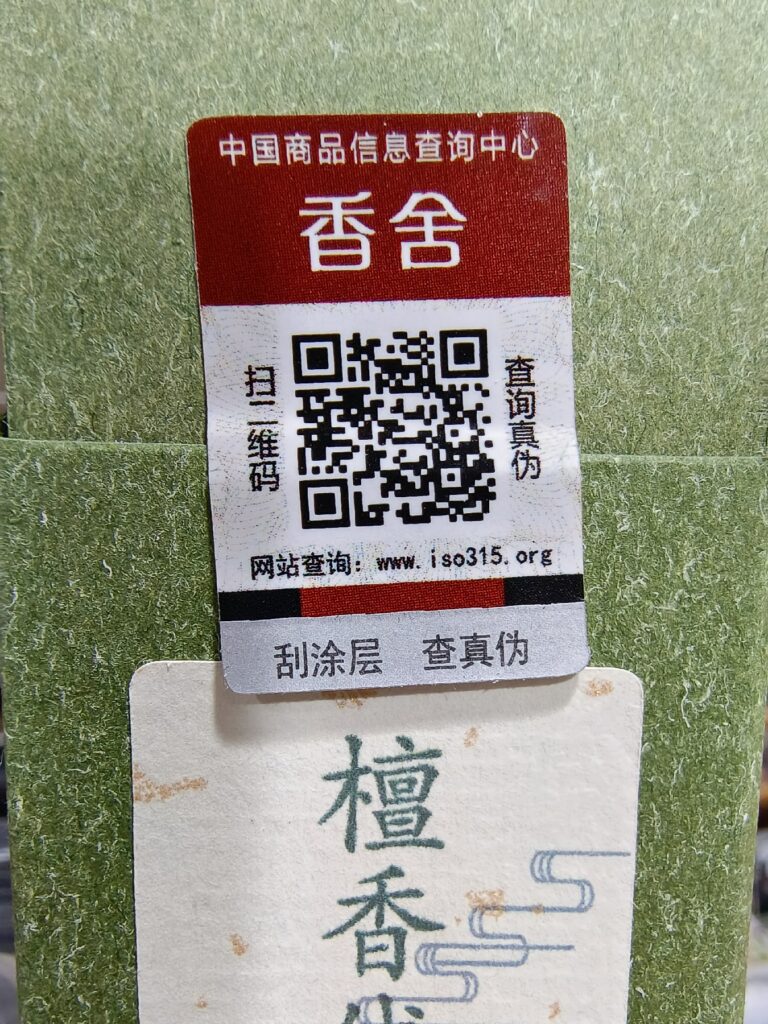 中国商品信息查询中心
香舍
扫二维码
查询真伪
网站查询：www.iso315.org
刮涂层 查真伪
檀香